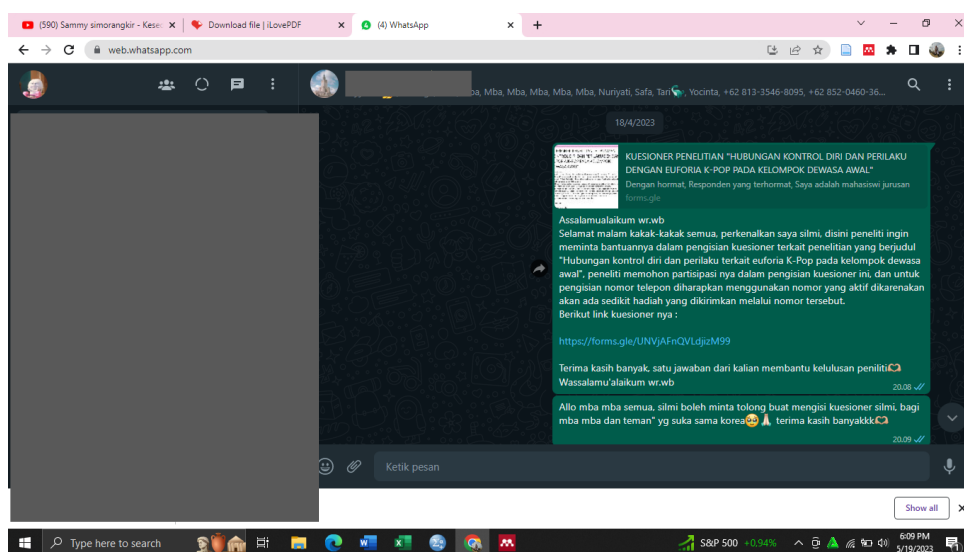 (590) Sammy simorangkir - Kese
Download file | iLovePDF
(4) WhatsApp
web.whatsapp.com
ba, Mba, Mba, Mba, Mba, Mba, Nuriyati, Safa, Tari🦕, Yocinta, +62 813-3546-8095, +62 852-0460-36...
18/4/2023
KUESIONER PENELITIAN "HUBUNGAN KONTROL DIRI DAN PERILAKU
DENGAN EUFORIA K-POP PADA KELOMPOK DEWASA AWAL"
Dengan hormat, Responden yang terhormat, Saya adalah mahasiswi jurusan
forms.gle
Assalamualaikum wr.wb
Selamat malam kakak-kakak semua, perkenalkan saya silmi, disini peneliti ingin
meminta bantuannya dalam pengisian kuesioner terkait penelitian yang berjudul
"Hubungan kontrol diri dan perilaku terkait euforia K-Pop pada kelompok dewasa
awal", peneliti memohon partisipasi nya dalam pengisian kuesioner ini, dan untuk
pengisian nomor telepon diharapkan menggunakan nomor yang aktif dikarenakan
akan ada sedikit hadiah yang dikirimkan melalui nomor tersebut.
Berikut link kuesioner nya :
https://forms.gle/UNVjAFnQVLdjizM99
Terima kasih banyak, satu jawaban dari kalian membantu kelulusan peniliti🫶
Wassalamu'alaikum wr.wb
20.08
Allo mba mba semua, silmi boleh minta tolong buat mengisi kuesioner silmi, bagi
mba mba dan teman" yg suka sama korea🥺🙏 terima kasih banyakkk🫶
20.09
Ketik pesan
Show all
Type here to search
S&P 500 +0,94%
6:09 PM
5/19/2023